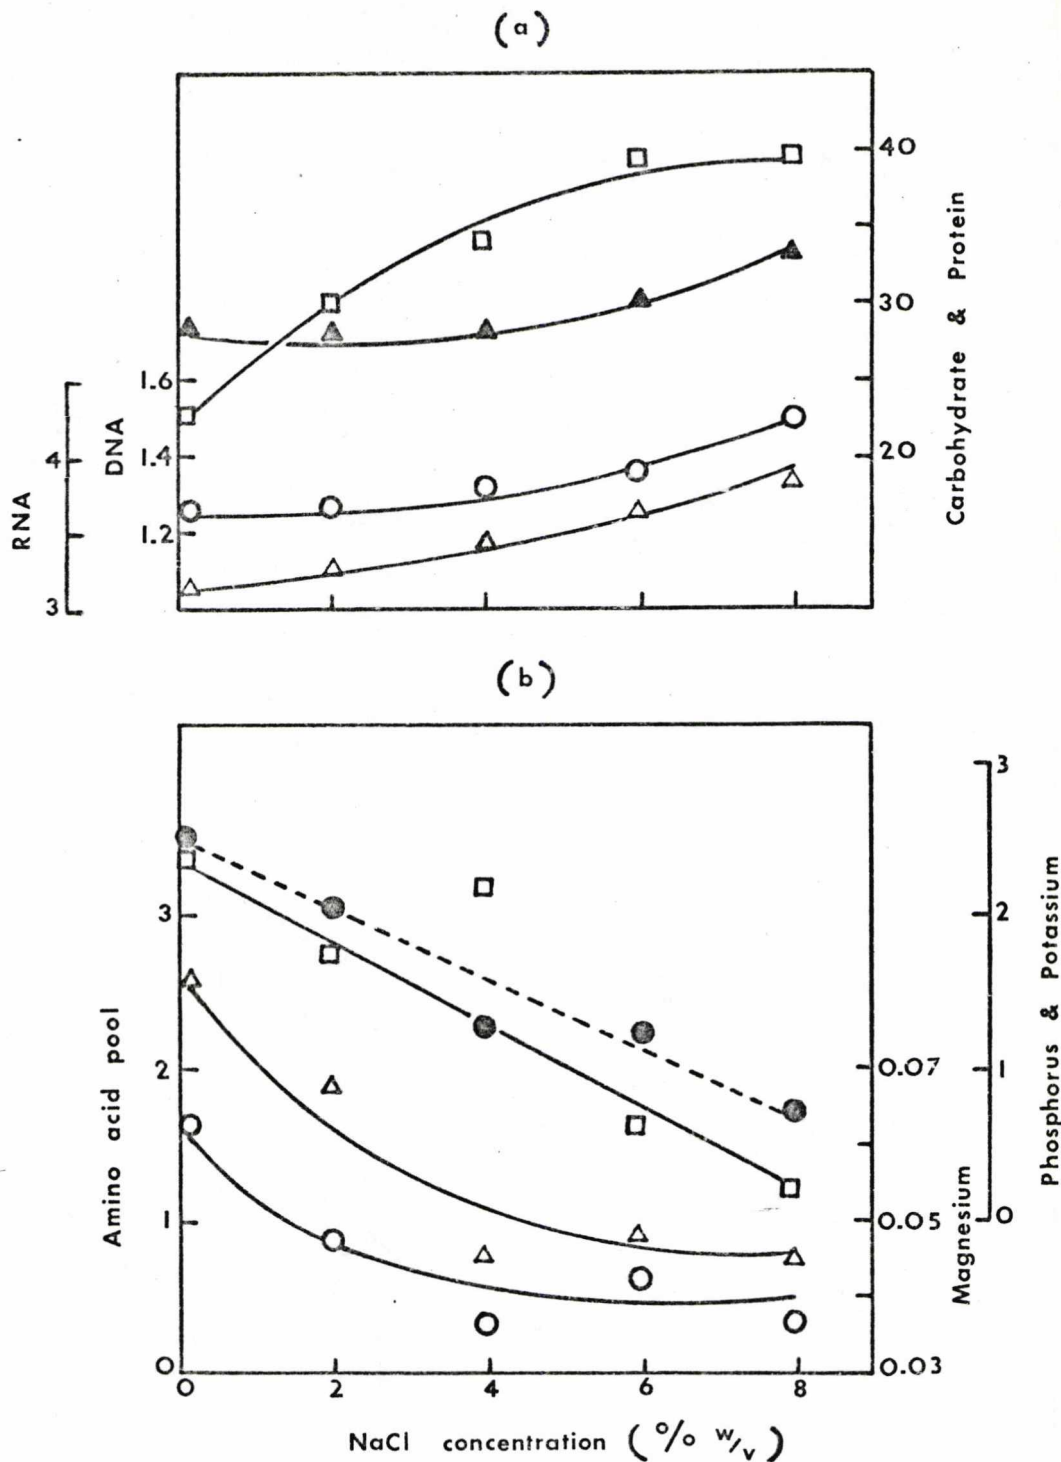 (a)
40
30
20
Carbohydrate & Protein
1.6
1.4
1.2
DNA
4
3
RNA
(b)
3
2
1
0
Amino acid pool
0.07
0.05
0.03
Magnesium
3
2
1
0
Phosphorus & Potassium
0 2 4 6 8
NaCl concentration (% w/v)